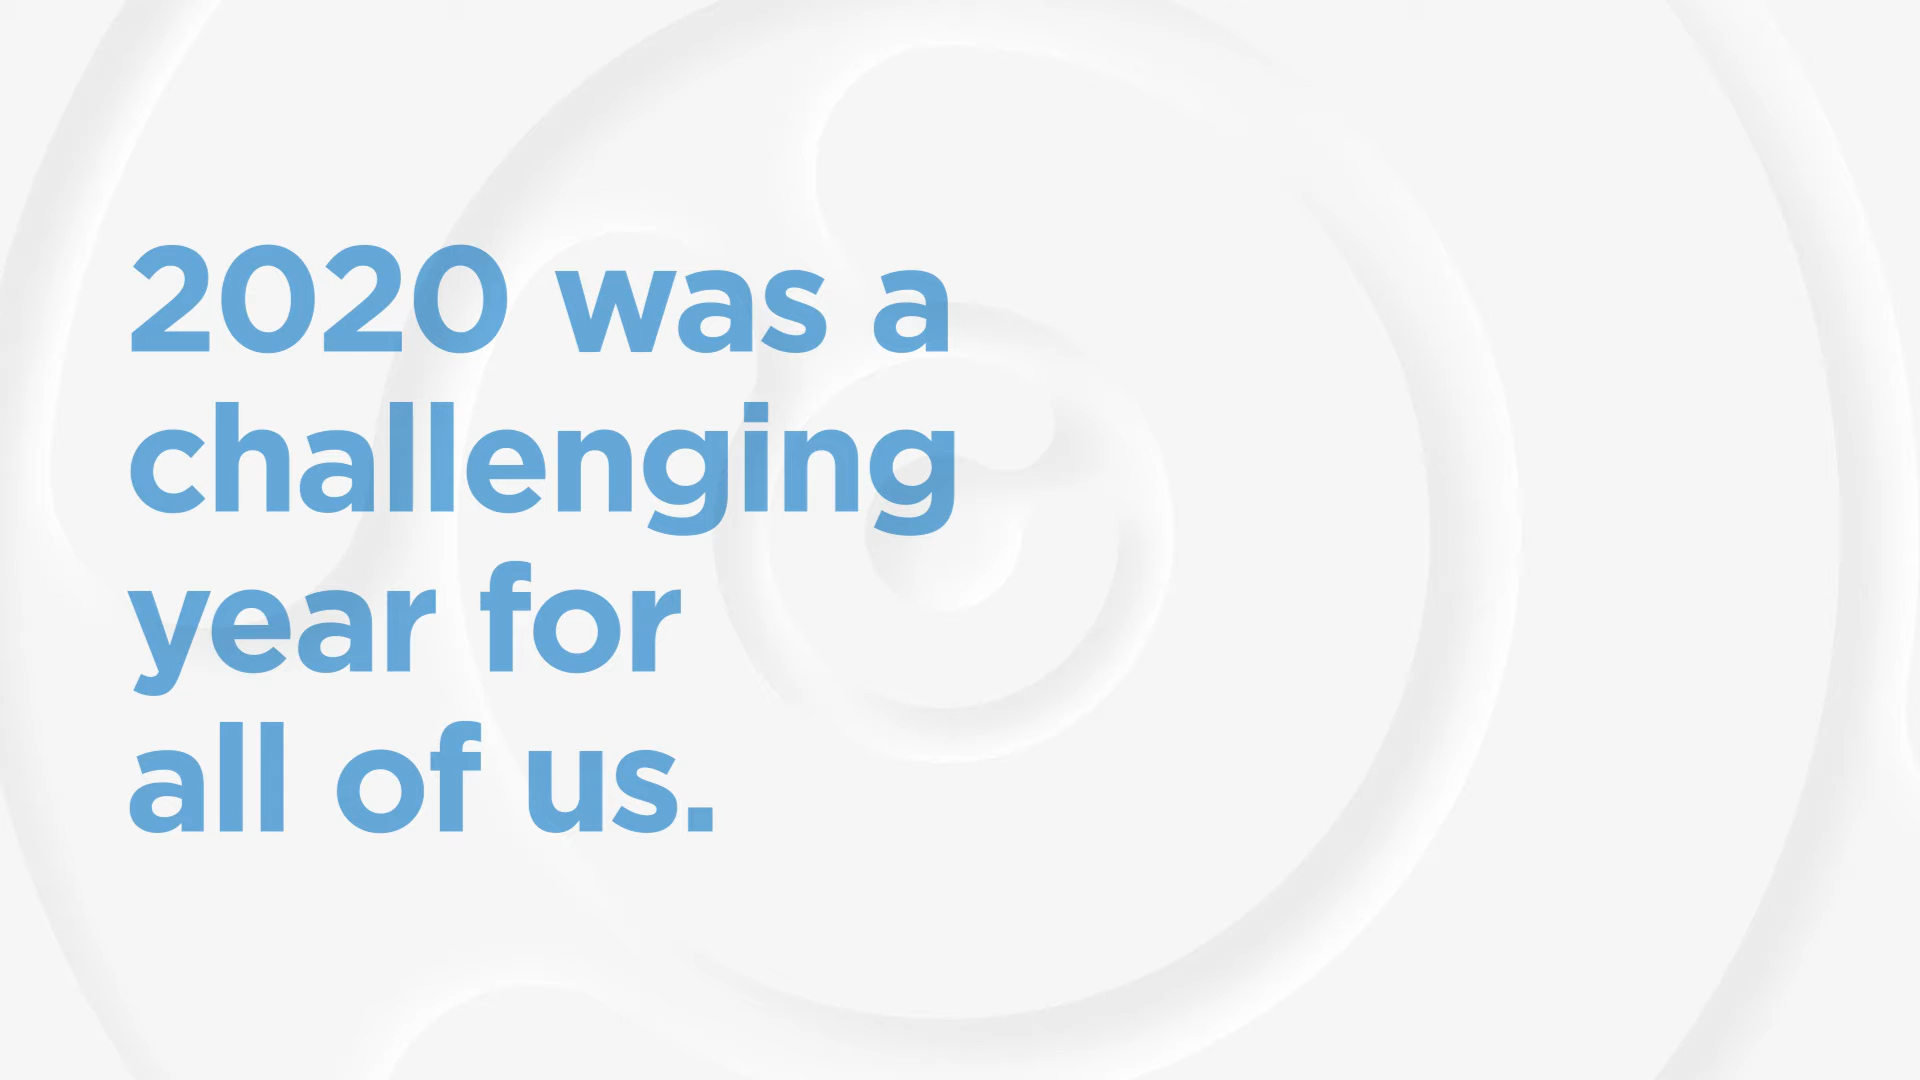 2020 was a
challenging
year for
all of us.